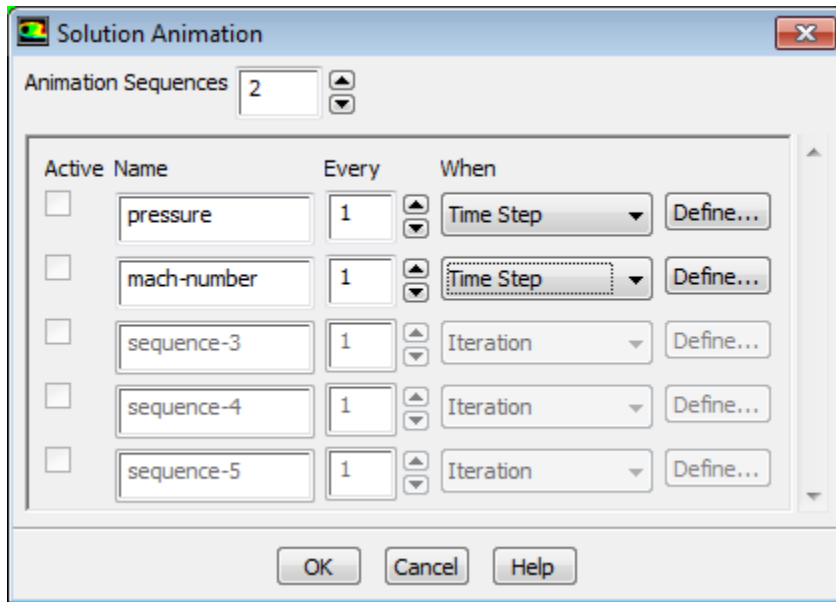 Solution Animation
Animation Sequences 2
Active Name Every When
pressure 1 Time Step Define...
mach-number 1 Time Step Define...
sequence-3 1 Iteration Define...
sequence-4 1 Iteration Define...
sequence-5 1 Iteration Define...
OK Cancel Help